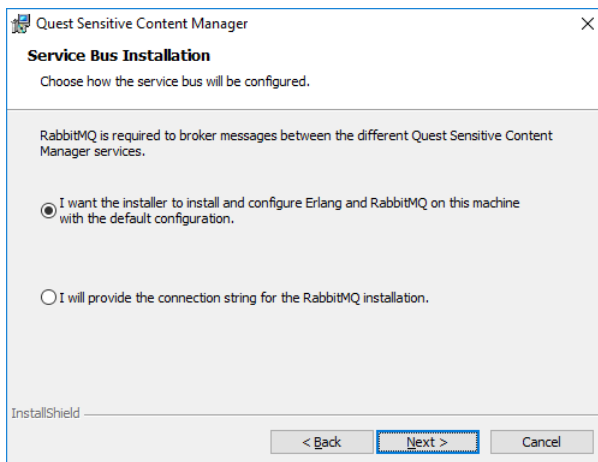 Quest Sensitive Content Manager
Service Bus Installation
Choose how the service bus will be configured.
RabbitMQ is required to broker messages between the different Quest Sensitive Content
Manager services.
I want the installer to install and configure Erlang and RabbitMQ on this machine
with the default configuration.
I will provide the connection string for the RabbitMQ installation.
InstallShield
< Back
Next >
Cancel